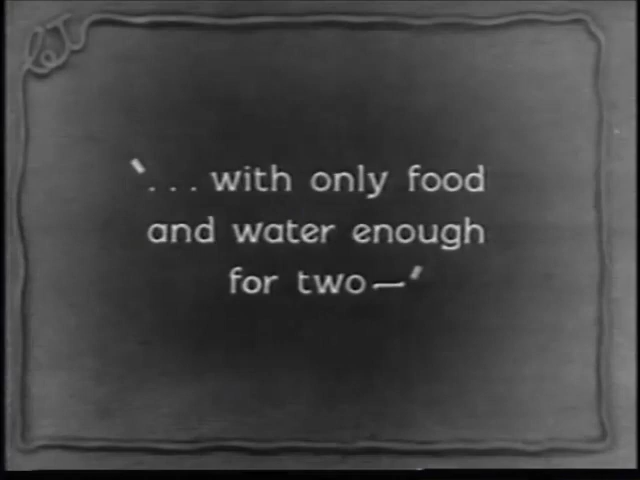 "... with only food
and water enough
for two—"